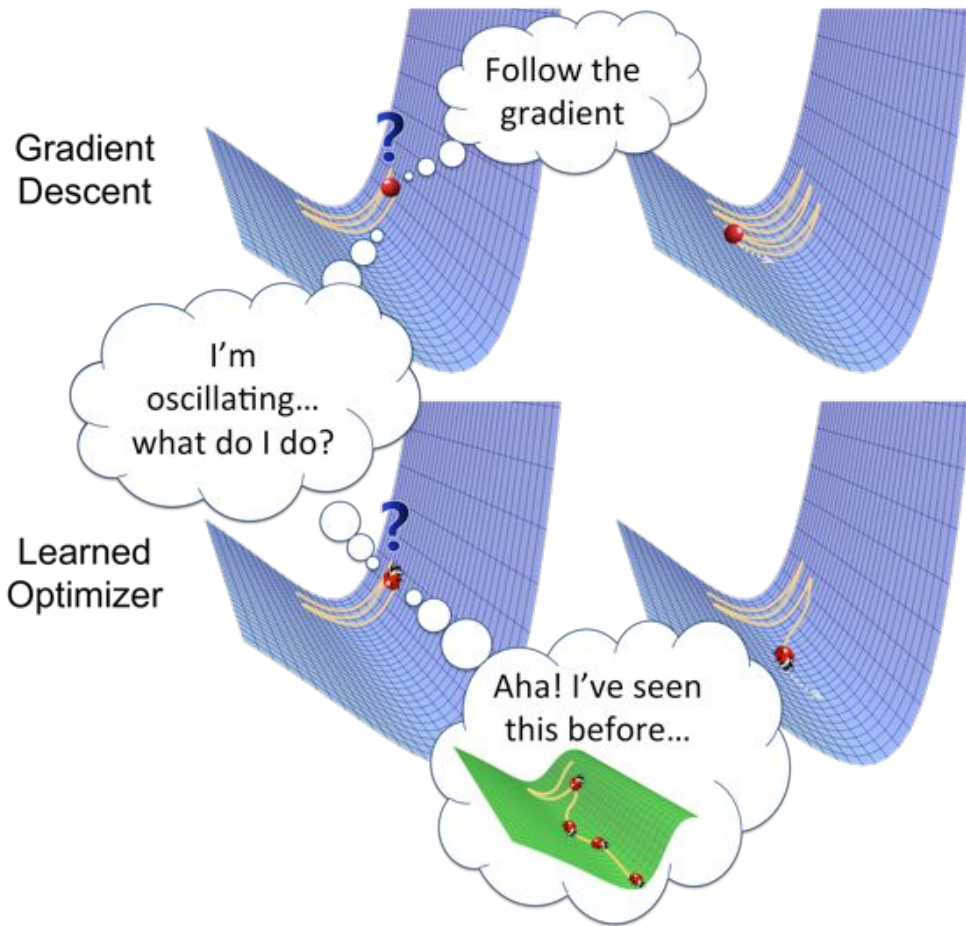 Follow the
gradient
?
Gradient
Descent
I'm
oscillating...
what do I do?
?
Learned
Optimizer
Aha! I've seen
this before...